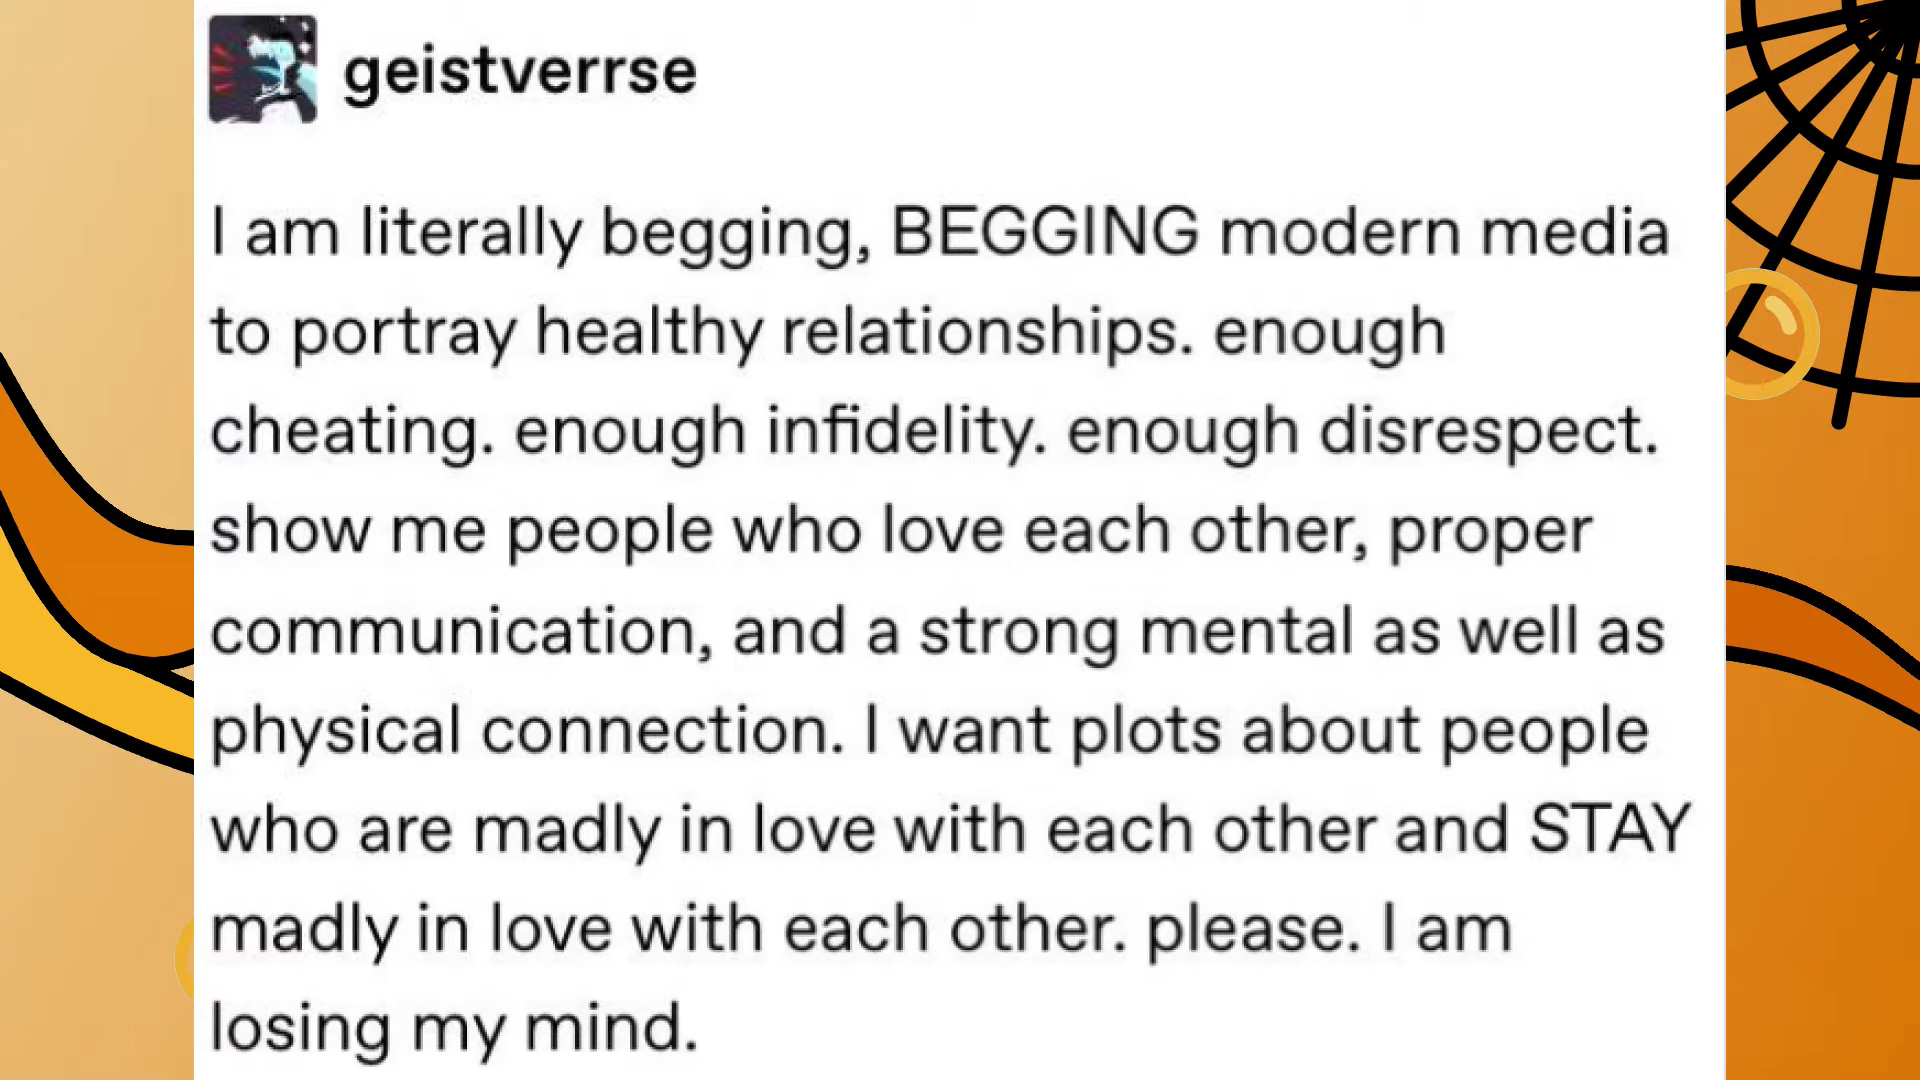 geistverrse
I am literally begging, BEGGING modern media
to portray healthy relationships. enough
cheating. enough infidelity. enough disrespect.
show me people who love each other, proper
communication, and a strong mental as well as
physical connection. I want plots about people
who are madly in love with each other and STAY
madly in love with each other. please. I am
losing my mind.